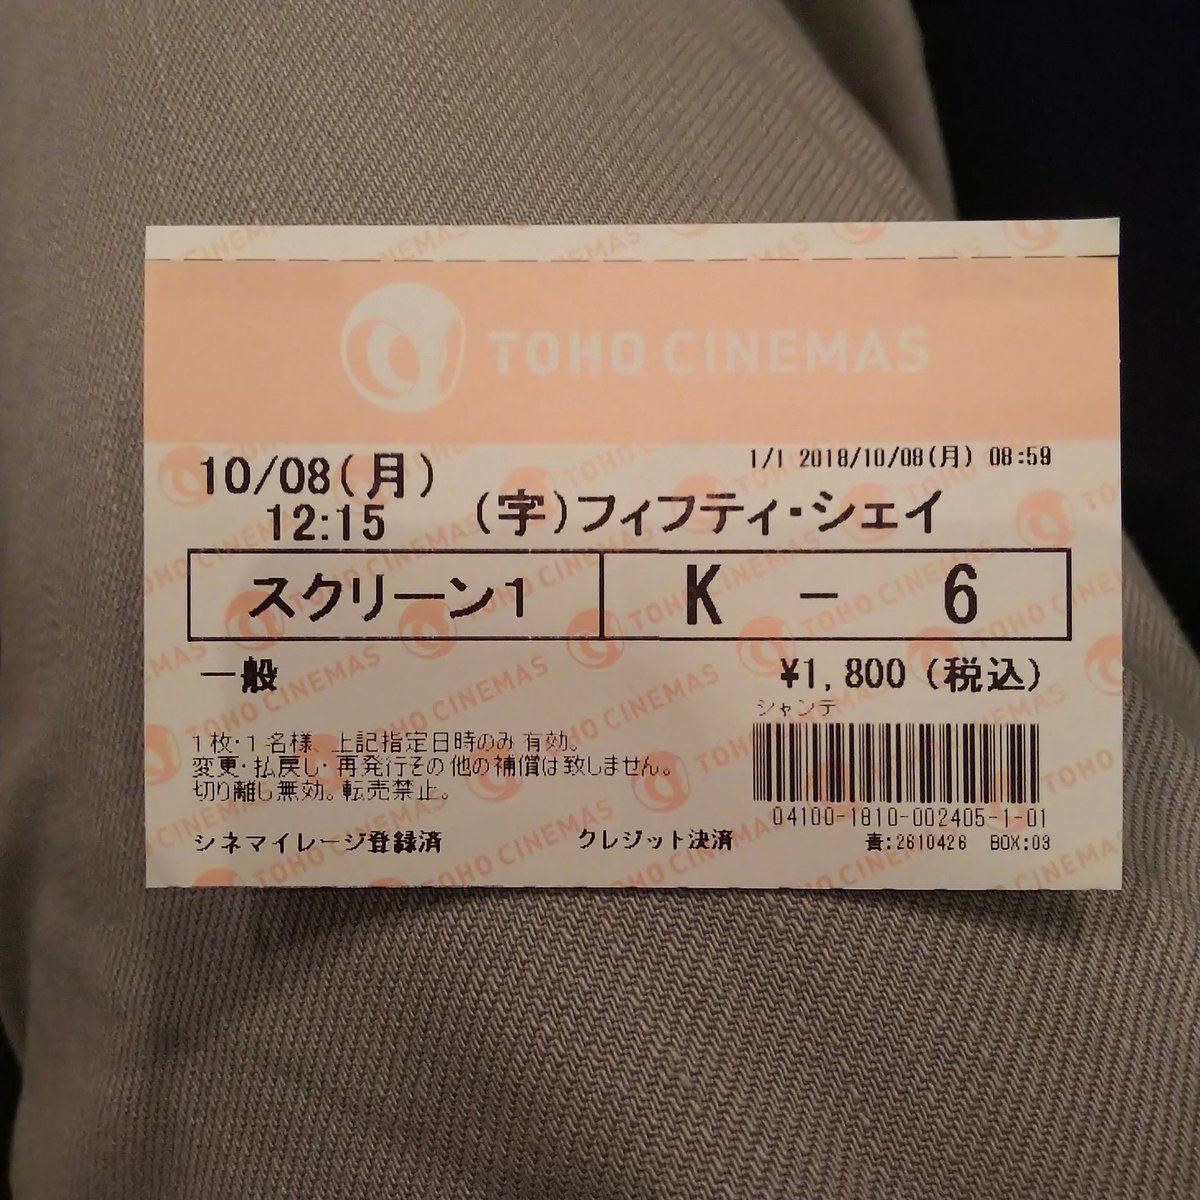 TOHO CINEMAS
1/1 2018/10/08(月) 08:59
10/08(月)
12:15 (字)フィフティ・シェイ
スクリーン1 K － 6
一般 ¥1,800(税込)
シャンテ
1枚・1名様、上記指定日時のみ有効。
変更・払戻し・再発行その他の補償は致しません。
切り離し無効。転売禁止。
04100-1810-002405-1-01
シネマイレージ登録済 クレジット決済 青:2610426 BOX:03